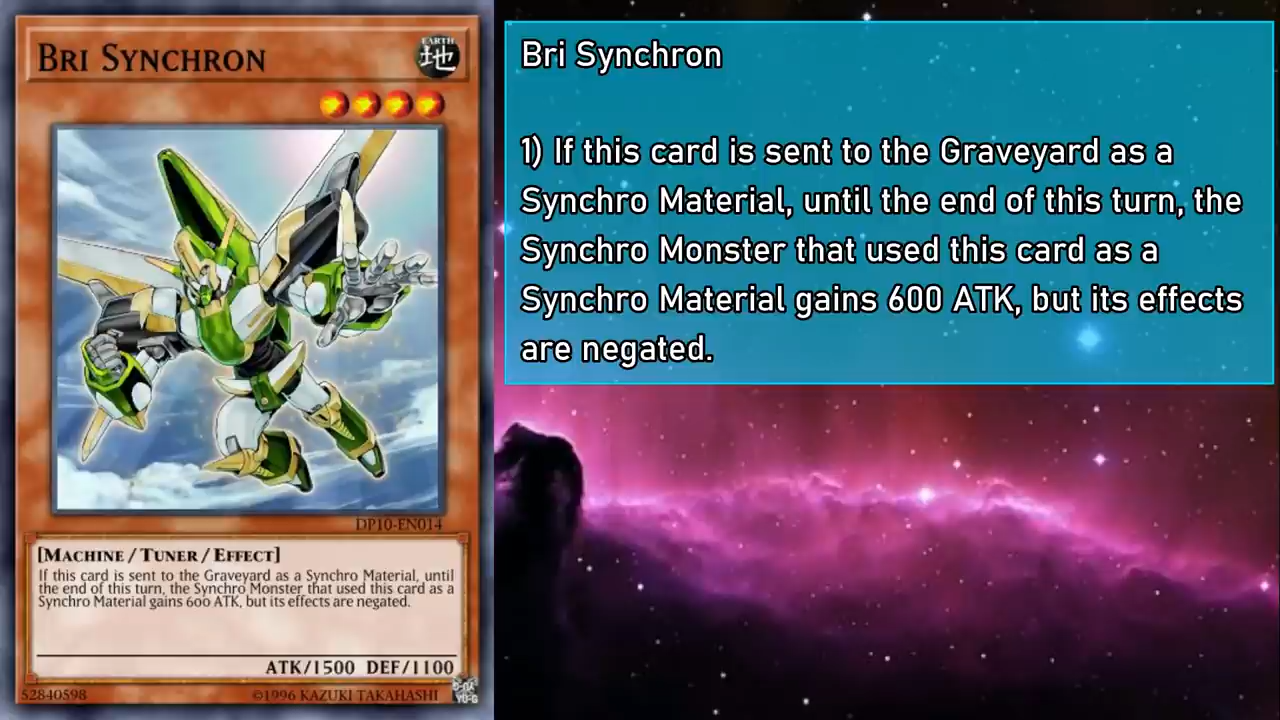 BRI SYNCHRON
EARTH
地
DP10-EN014
[MACHINE / TUNER / EFFECT]
If this card is sent to the Graveyard as a Synchro Material, until
the end of this turn, the Synchro Monster that used this card as a
Synchro Material gains 600 ATK, but its effects are negated.
ATK/1500 DEF/1100
52840598
©1996 KAZUKI TAKAHASHI
Bri Synchron
1) If this card is sent to the Graveyard as a
Synchro Material, until the end of this turn, the
Synchro Monster that used this card as a
Synchro Material gains 600 ATK, but its effects
are negated.